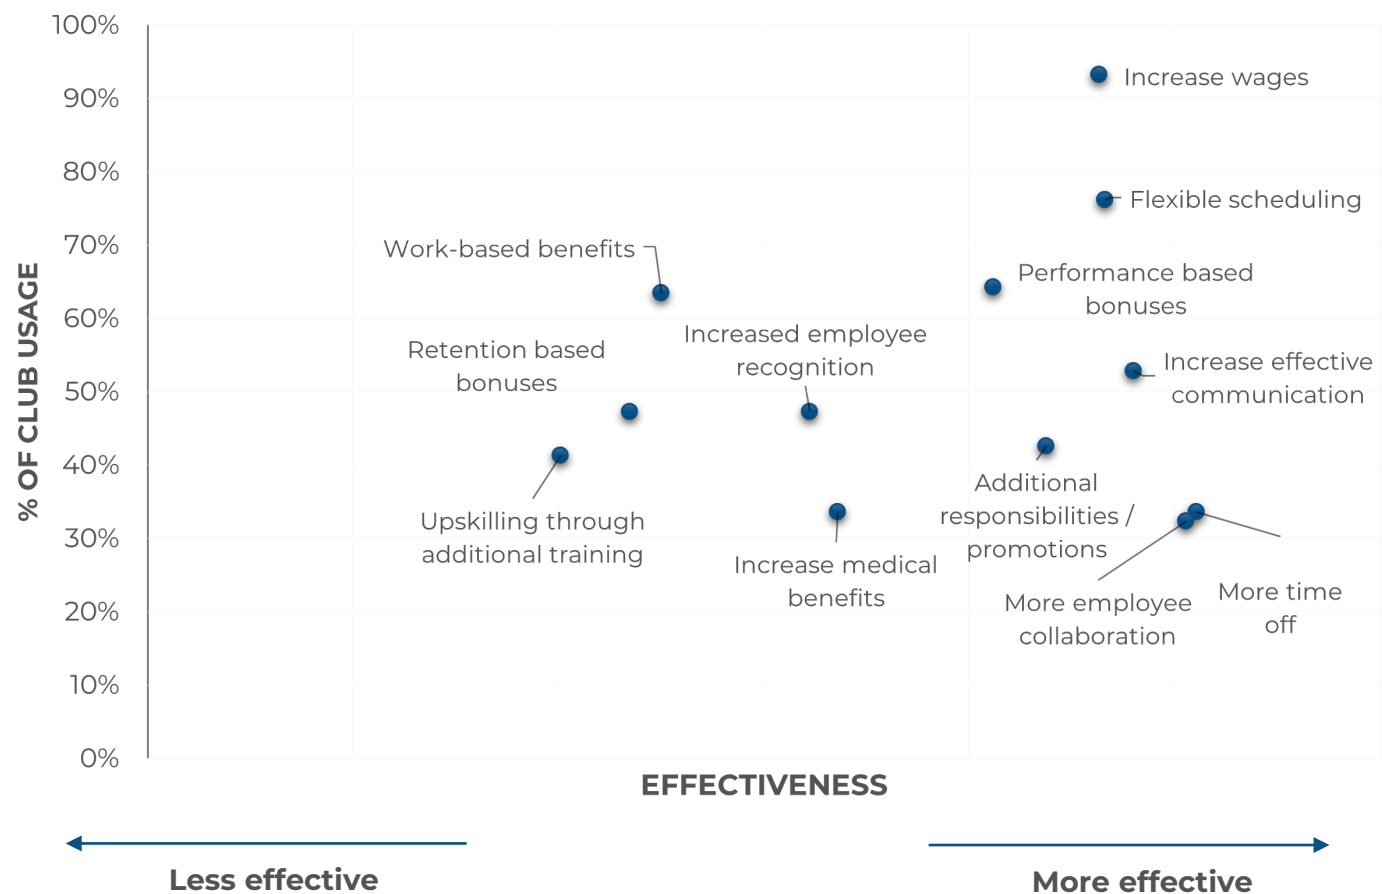 100%
90%
80%
70%
60%
50%
40%
30%
20%
10%
0%
% OF CLUB USAGE
Increase wages
Flexible scheduling
Work-based benefits
Performance based
bonuses
Increased employee
recognition
Retention based
bonuses
Increase effective
communication
Additional
responsibilities /
promotions
Upskilling through
additional training
Increase medical
benefits
More employee
collaboration
More time
off
EFFECTIVENESS
Less effective
More effective